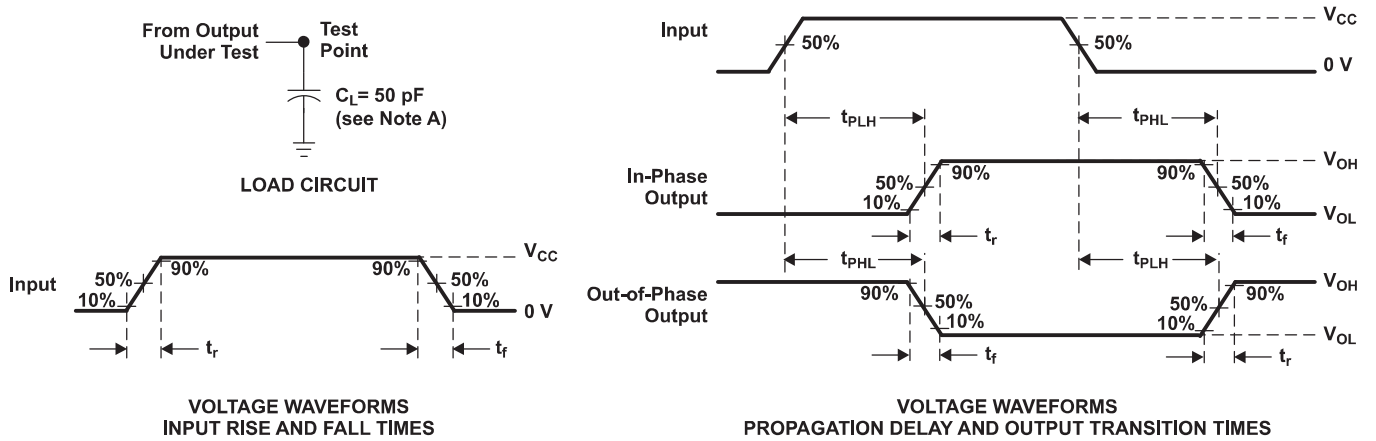 From Output
Under Test
Test
Point
C_L= 50 pF
(see Note A)
LOAD CIRCUIT
Input
50%
10%
90%
90%
50%
10%
V_CC
0 V
t_r
t_f
VOLTAGE WAVEFORMS
INPUT RISE AND FALL TIMES
Input
50%
50%
V_CC
0 V
t_PLH
t_PHL
In-Phase
Output
50%
10%
90%
90%
50%
10%
V_OH
V_OL
t_r
t_f
t_PHL
t_PLH
Out-of-Phase
Output
90%
50%
10%
50%
10%
90%
V_OH
V_OL
t_f
t_r
VOLTAGE WAVEFORMS
PROPAGATION DELAY AND OUTPUT TRANSITION TIMES